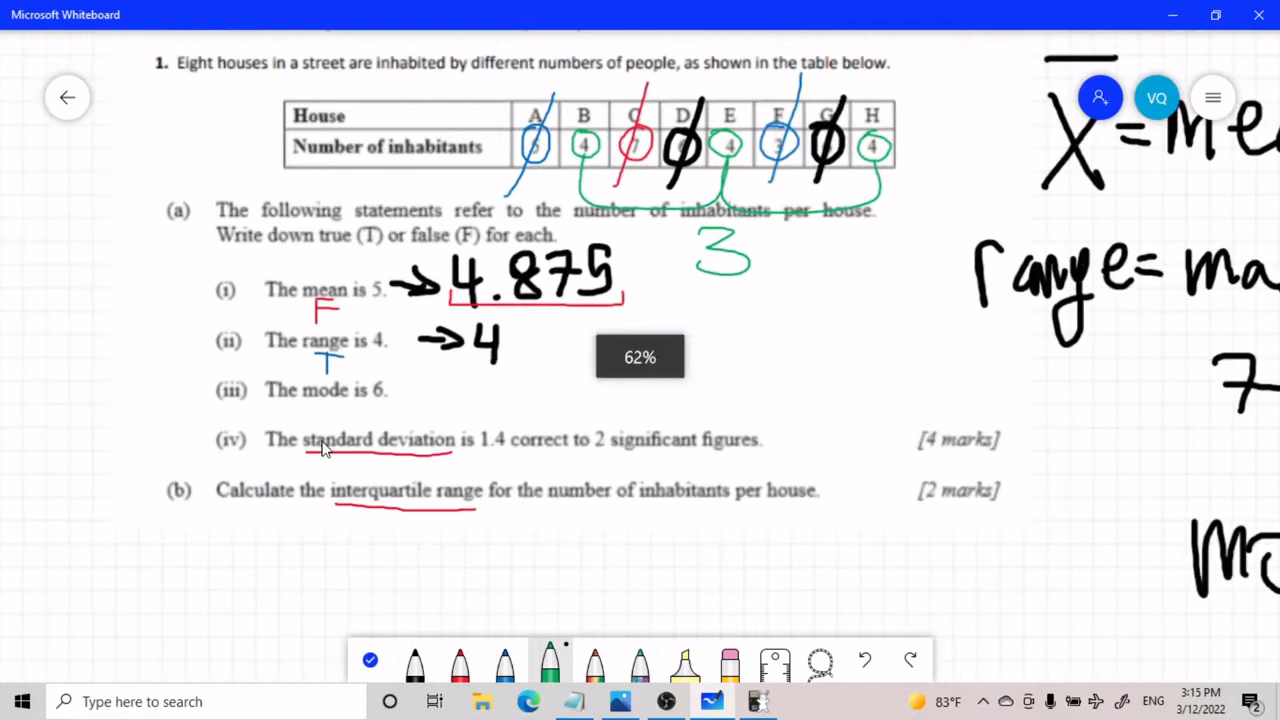 Microsoft Whiteboard
1. Eight houses in a street are inhabited by different numbers of people, as shown in the table below.
House A B C D E F G H
Number of inhabitants 4 7 4 3 4
(a) The following statements refer to the number of inhabitants per house.
Write down true (T) or false (F) for each.
3
(i) The mean is 5. → 4.875
F
(ii) The range is 4. → 4
T
(iii) The mode is 6.
(iv) The standard deviation is 1.4 correct to 2 significant figures. [4 marks]
(b) Calculate the interquartile range for the number of inhabitants per house. [2 marks]
62%
VQ
X = me
range = ma
7
mo
Type here to search
83°F
ENG
3:15 PM
3/12/2022
2